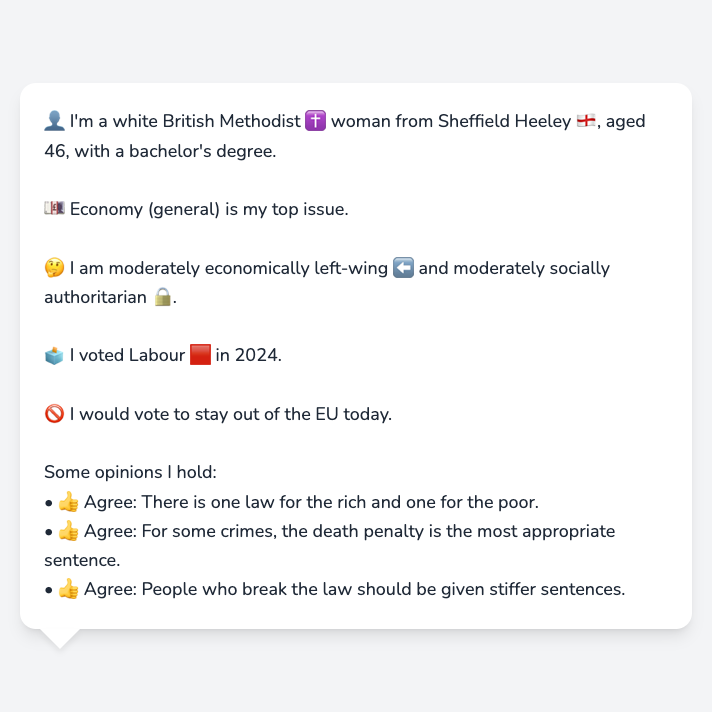 👤 I'm a white British Methodist ✝️ woman from Sheffield Heeley 🏴󠁧󠁢󠁥󠁮󠁧󠁿, aged
46, with a bachelor's degree.
💷 Economy (general) is my top issue.
🤔 I am moderately economically left-wing ⬅️ and moderately socially
authoritarian 🔒.
🗳️ I voted Labour 🟥 in 2024.
🚫 I would vote to stay out of the EU today.
Some opinions I hold:
• 👍 Agree: There is one law for the rich and one for the poor.
• 👍 Agree: For some crimes, the death penalty is the most appropriate
sentence.
• 👍 Agree: People who break the law should be given stiffer sentences.